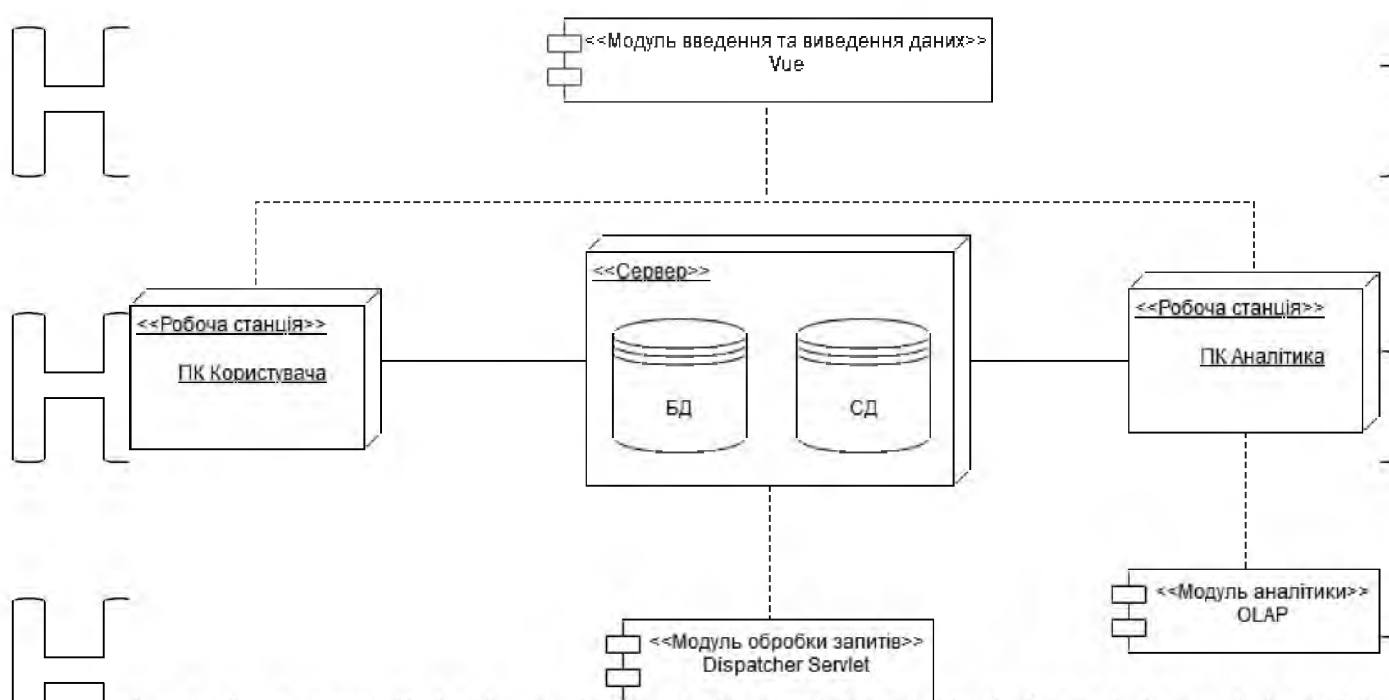 <<Модуль введення та виведення даних>>
Vue
<<Сервер>>
<<Робоча станція>>
ПК Користувача
БД
СД
<<Робоча станція>>
ПК Аналітика
<<Модуль аналітики>>
OLAP
<<Модуль обробки запитів>>
Dispatcher Servlet